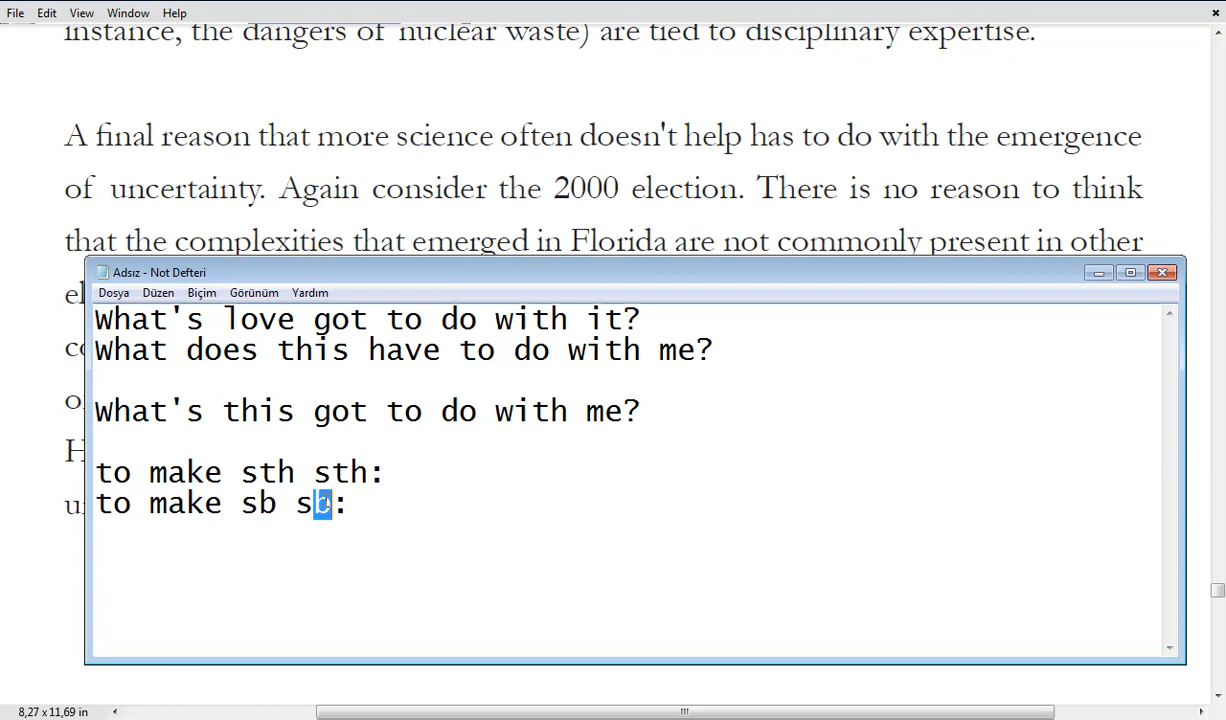 File Edit View Window Help
instance, the dangers of nuclear waste) are tied to disciplinary expertise.
A final reason that more science often doesn't help has to do with the emergence
of uncertainty. Again consider the 2000 election. There is no reason to think
that the complexities that emerged in Florida are not commonly present in other
Adsız - Not Defteri
Dosya Düzen Biçim Görünüm Yardım
What's love got to do with it?
What does this have to do with me?
What's this got to do with me?
to make sth sth:
to make sb sb:
8,27 x 11,69 in